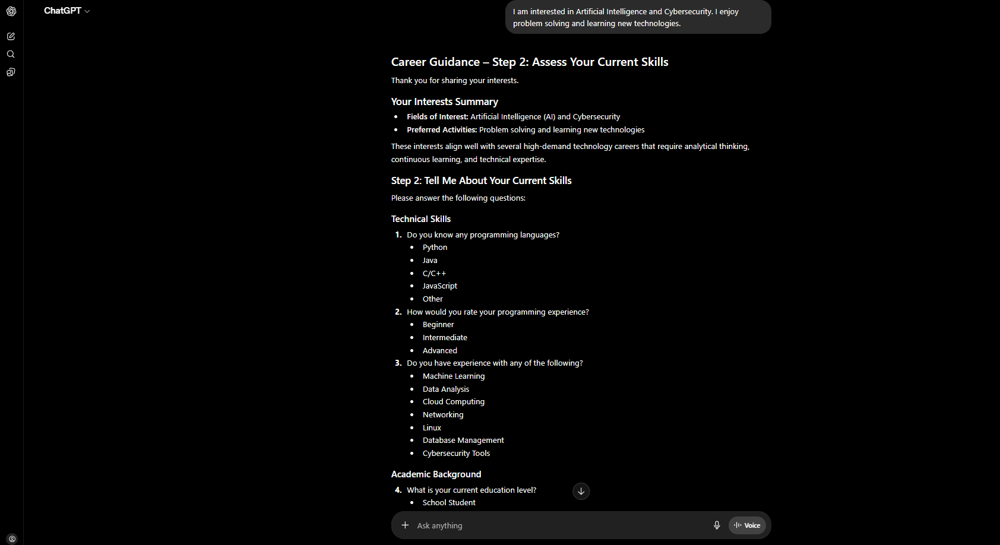 ChatGPT
I am interested in Artificial Intelligence and Cybersecurity. I enjoy
problem solving and learning new technologies.
Career Guidance – Step 2: Assess Your Current Skills
Thank you for sharing your interests.
Your Interests Summary
• Fields of Interest: Artificial Intelligence (AI) and Cybersecurity
• Preferred Activities: Problem solving and learning new technologies
These interests align well with several high-demand technology careers that require analytical thinking,
continuous learning, and technical expertise.
Step 2: Tell Me About Your Current Skills
Please answer the following questions:
Technical Skills
1. Do you know any programming languages?
• Python
• Java
• C/C++
• JavaScript
• Other
2. How would you rate your programming experience?
• Beginner
• Intermediate
• Advanced
3. Do you have experience with any of the following?
• Machine Learning
• Data Analysis
• Cloud Computing
• Networking
• Linux
• Database Management
• Cybersecurity Tools
Academic Background
4. What is your current education level?
• School Student
Ask anything
Voice